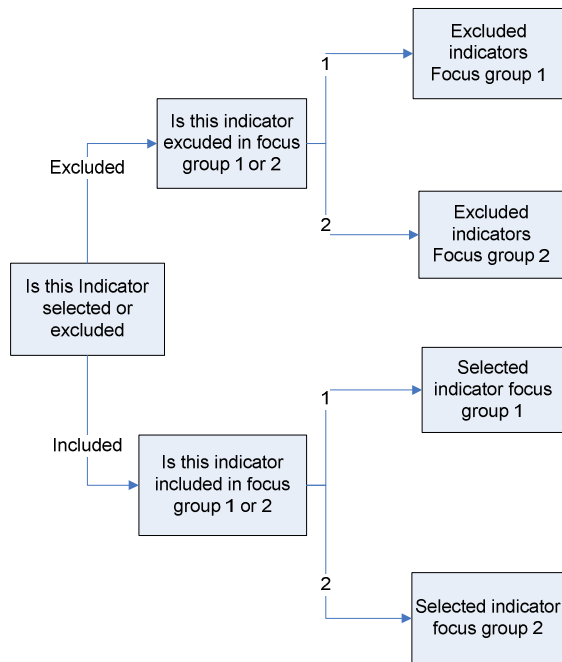 Excluded
indicators
Focus group 1
1
Is this indicator
excuded in focus
group 1 or 2
Excluded
2
Excluded
indicators
Focus group 2
Is this Indicator
selected or
excluded
Selected
indicator focus
group 1
1
Included
Is this indicator
included in focus
group 1 or 2
2
Selected indicator
focus group 2